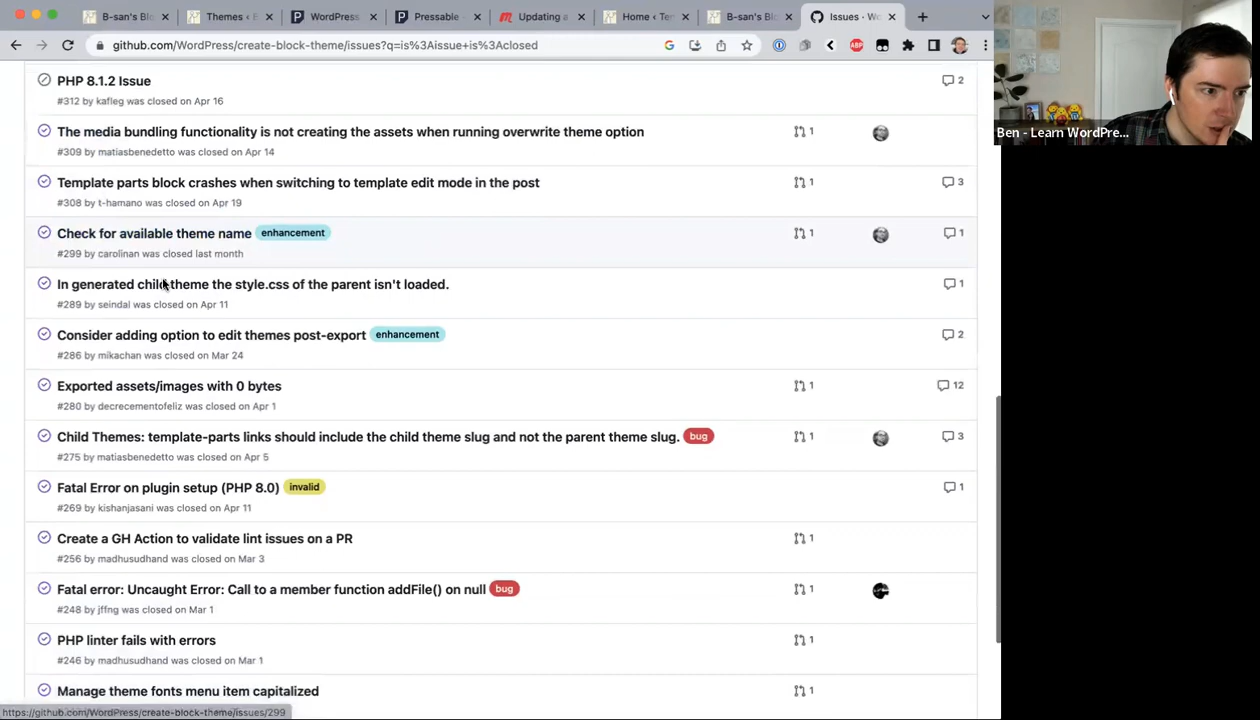 B-san's Blo
Themes ‹ E
WordPress
Pressable
Updating a
Home ‹ Ten
B-san's Blo
Issues · Wo
github.com/WordPress/create-block-theme/issues?q=is%3Aissue+is%3Aclosed
Ben - Learn WordPre...
PHP 8.1.2 Issue
2
#312 by kafleg was closed on Apr 16
The media bundling functionality is not creating the assets when running overwrite theme option
1
#309 by matiasbenedetto was closed on Apr 14
Template parts block crashes when switching to template edit mode in the post
3
#308 by t-hamano was closed on Apr 19
Check for available theme name enhancement
1 1
#299 by carolinan was closed last month
In generated child theme the style.css of the parent isn't loaded.
1
#289 by seindal was closed on Apr 11
Consider adding option to edit themes post-export enhancement
2
#286 by mikachan was closed on Mar 24
Exported assets/images with 0 bytes
1 12
#280 by decrecementofeliz was closed on Apr 1
Child Themes: template-parts links should include the child theme slug and not the parent theme slug. bug
1 3
#275 by matiasbenedetto was closed on Apr 5
Fatal Error on plugin setup (PHP 8.0) invalid
1
#269 by kishanjasani was closed on Apr 11
Create a GH Action to validate lint issues on a PR
1
#256 by madhusudhand was closed on Mar 3
Fatal error: Uncaught Error: Call to a member function addFile() on null bug
1
#248 by jffng was closed on Mar 1
PHP linter fails with errors
1
#246 by madhusudhand was closed on Mar 1
Manage theme fonts menu item capitalized
1
https://github.com/WordPress/create-block-theme/issues/299